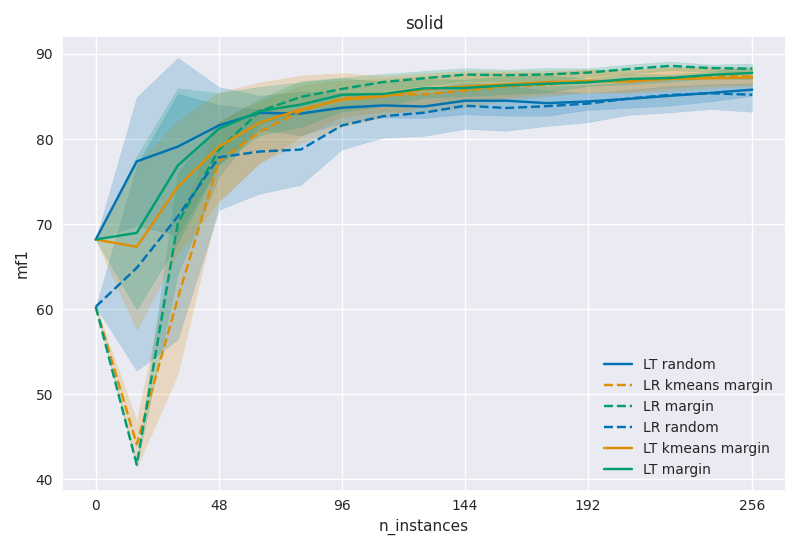 solid
mf1
90
80
70
60
50
40
0
48
96
144
192
256
n_instances
LT random
LR kmeans margin
LR margin
LR random
LT kmeans margin
LT margin